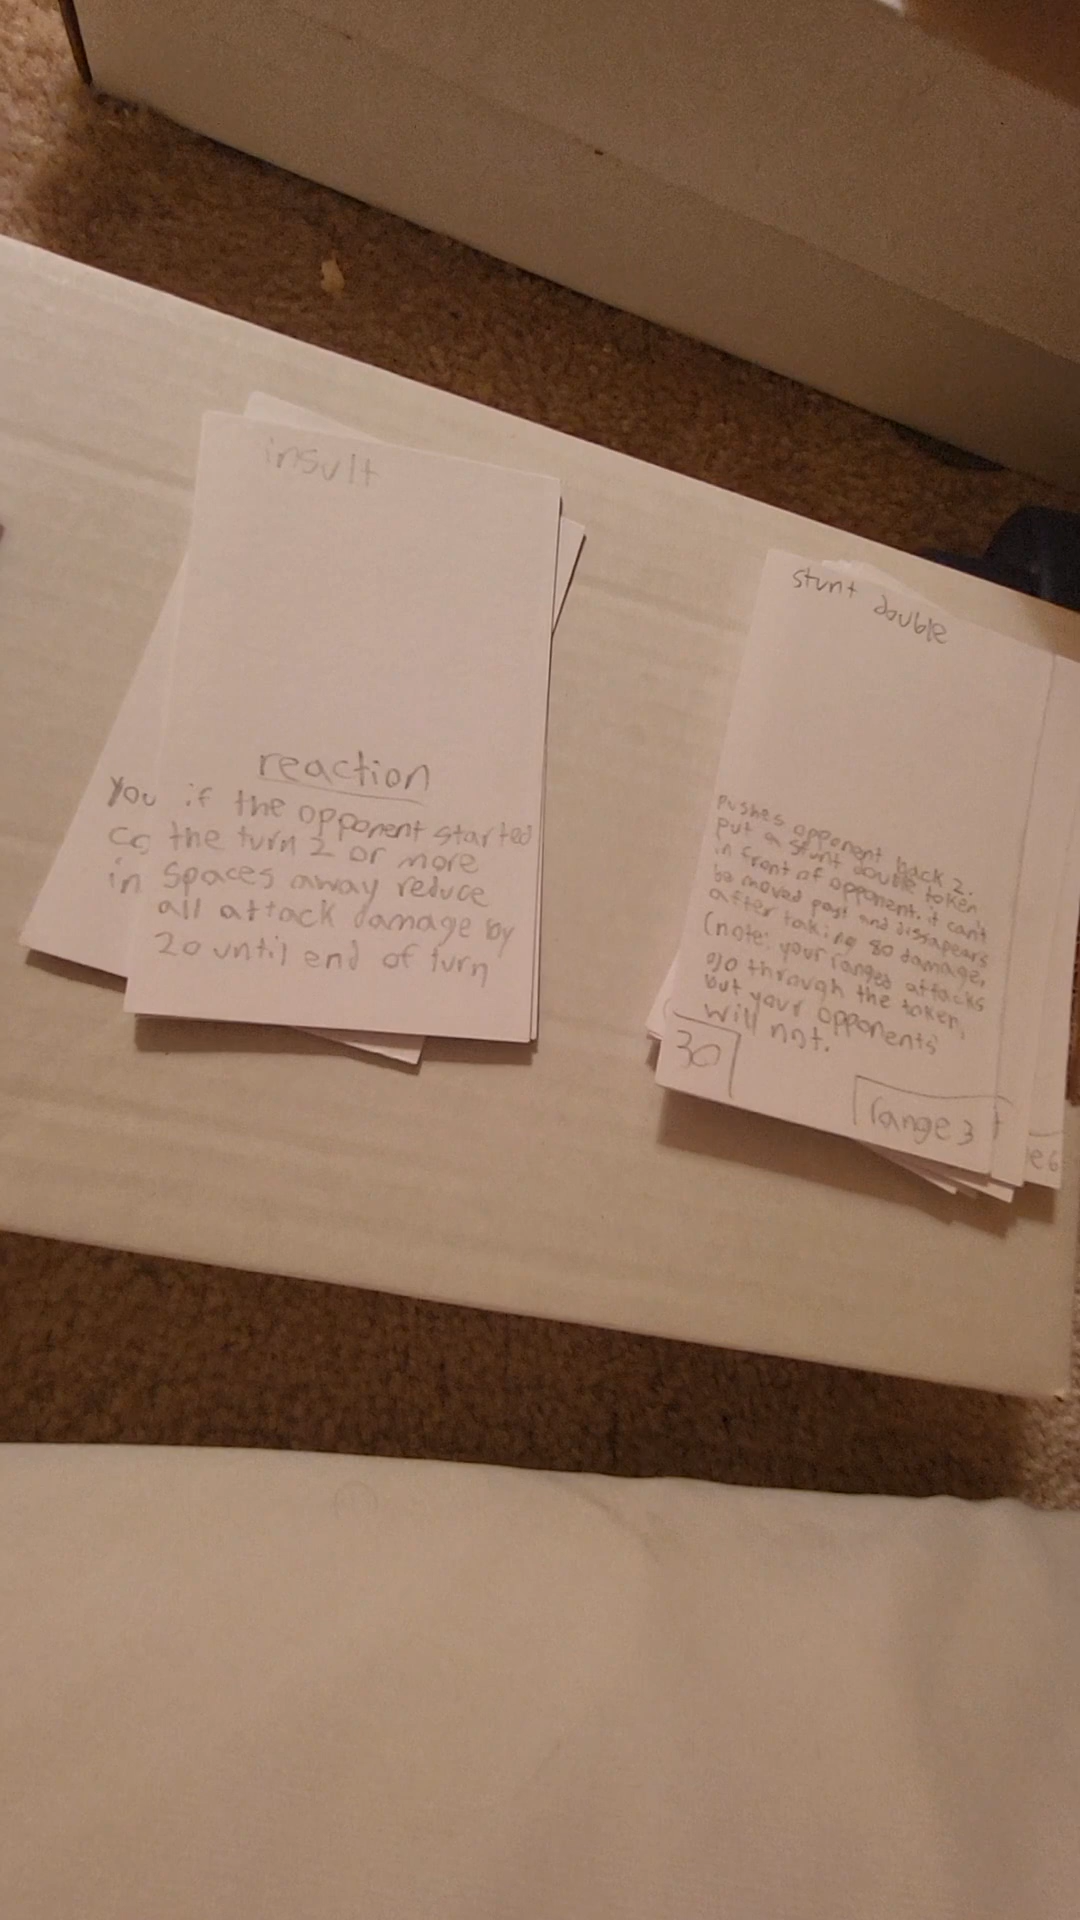 insult
reaction
if the opponent started
the turn 2 or more
spaces away reduce
all attack damage by
20 until end of turn
You
in
stunt double
pushes opponent back 2.
put a stunt double token
in front of opponent. it can't
be moved past and dissapears
after taking 80 damage.
(note: your ranged attacks
go through the token,
but your opponents
will not.
30
range 3
e6